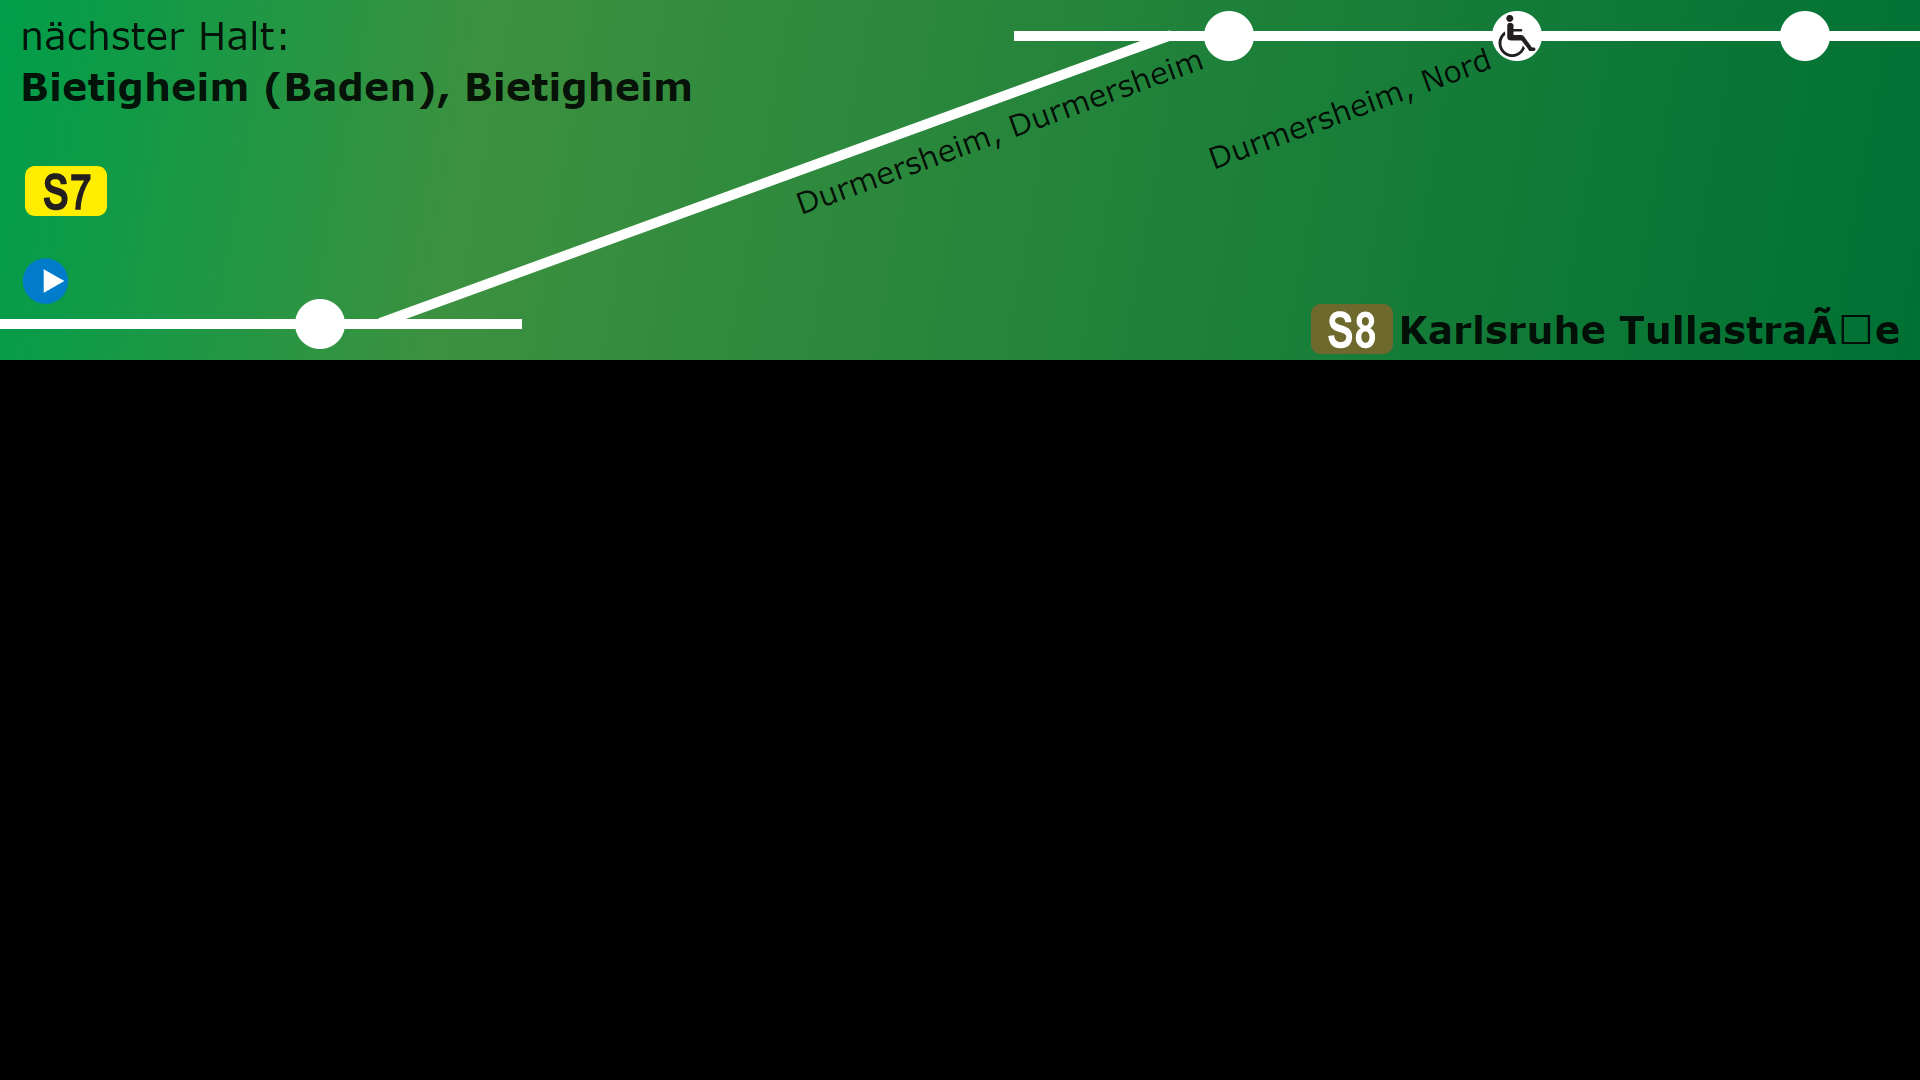 nächster Halt:
Bietigheim (Baden), Bietigheim
S7
Durmersheim, Durmersheim
Durmersheim, Nord
S8 Karlsruhe TullastraÃ□e